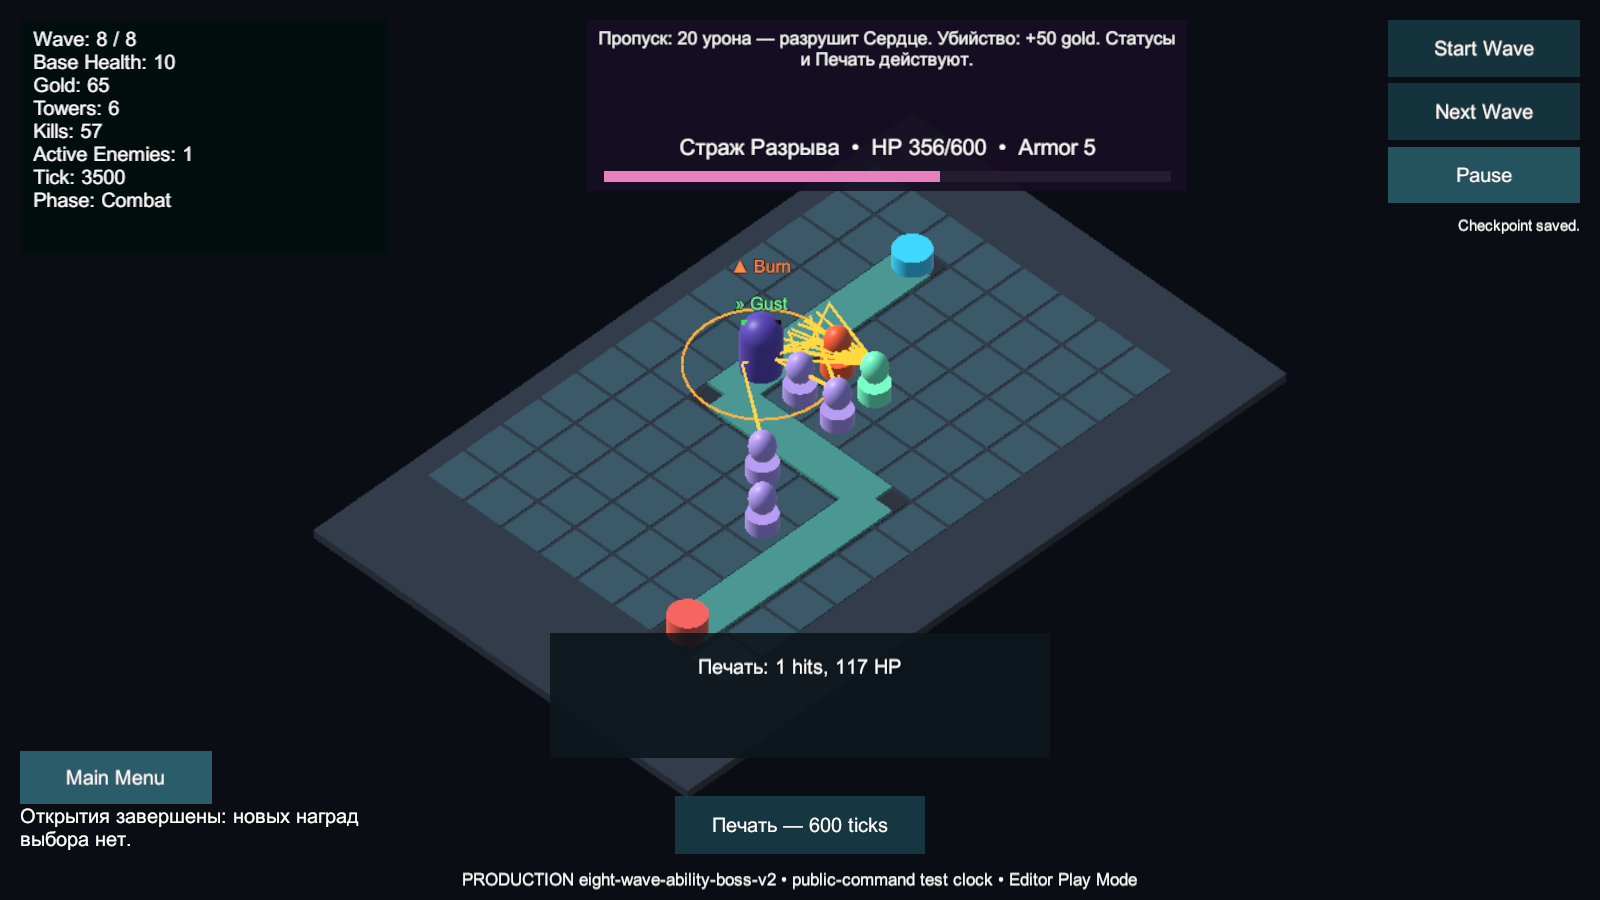 Wave: 8 / 8
Base Health: 10
Gold: 65
Towers: 6
Kills: 57
Active Enemies: 1
Tick: 3500
Phase: Combat
Пропуск: 20 урона — разрушит Сердце. Убийство: +50 gold. Статусы
и Печать действуют.
Страж Разрыва • HP 356/600 • Armor 5
Start Wave
Next Wave
Pause
Checkpoint saved.
▲ Burn
» Gust
Печать: 1 hits, 117 HP
Main Menu
Открытия завершены: новых наград
выбора нет.
Печать — 600 ticks
PRODUCTION eight-wave-ability-boss-v2 • public-command test clock • Editor Play Mode